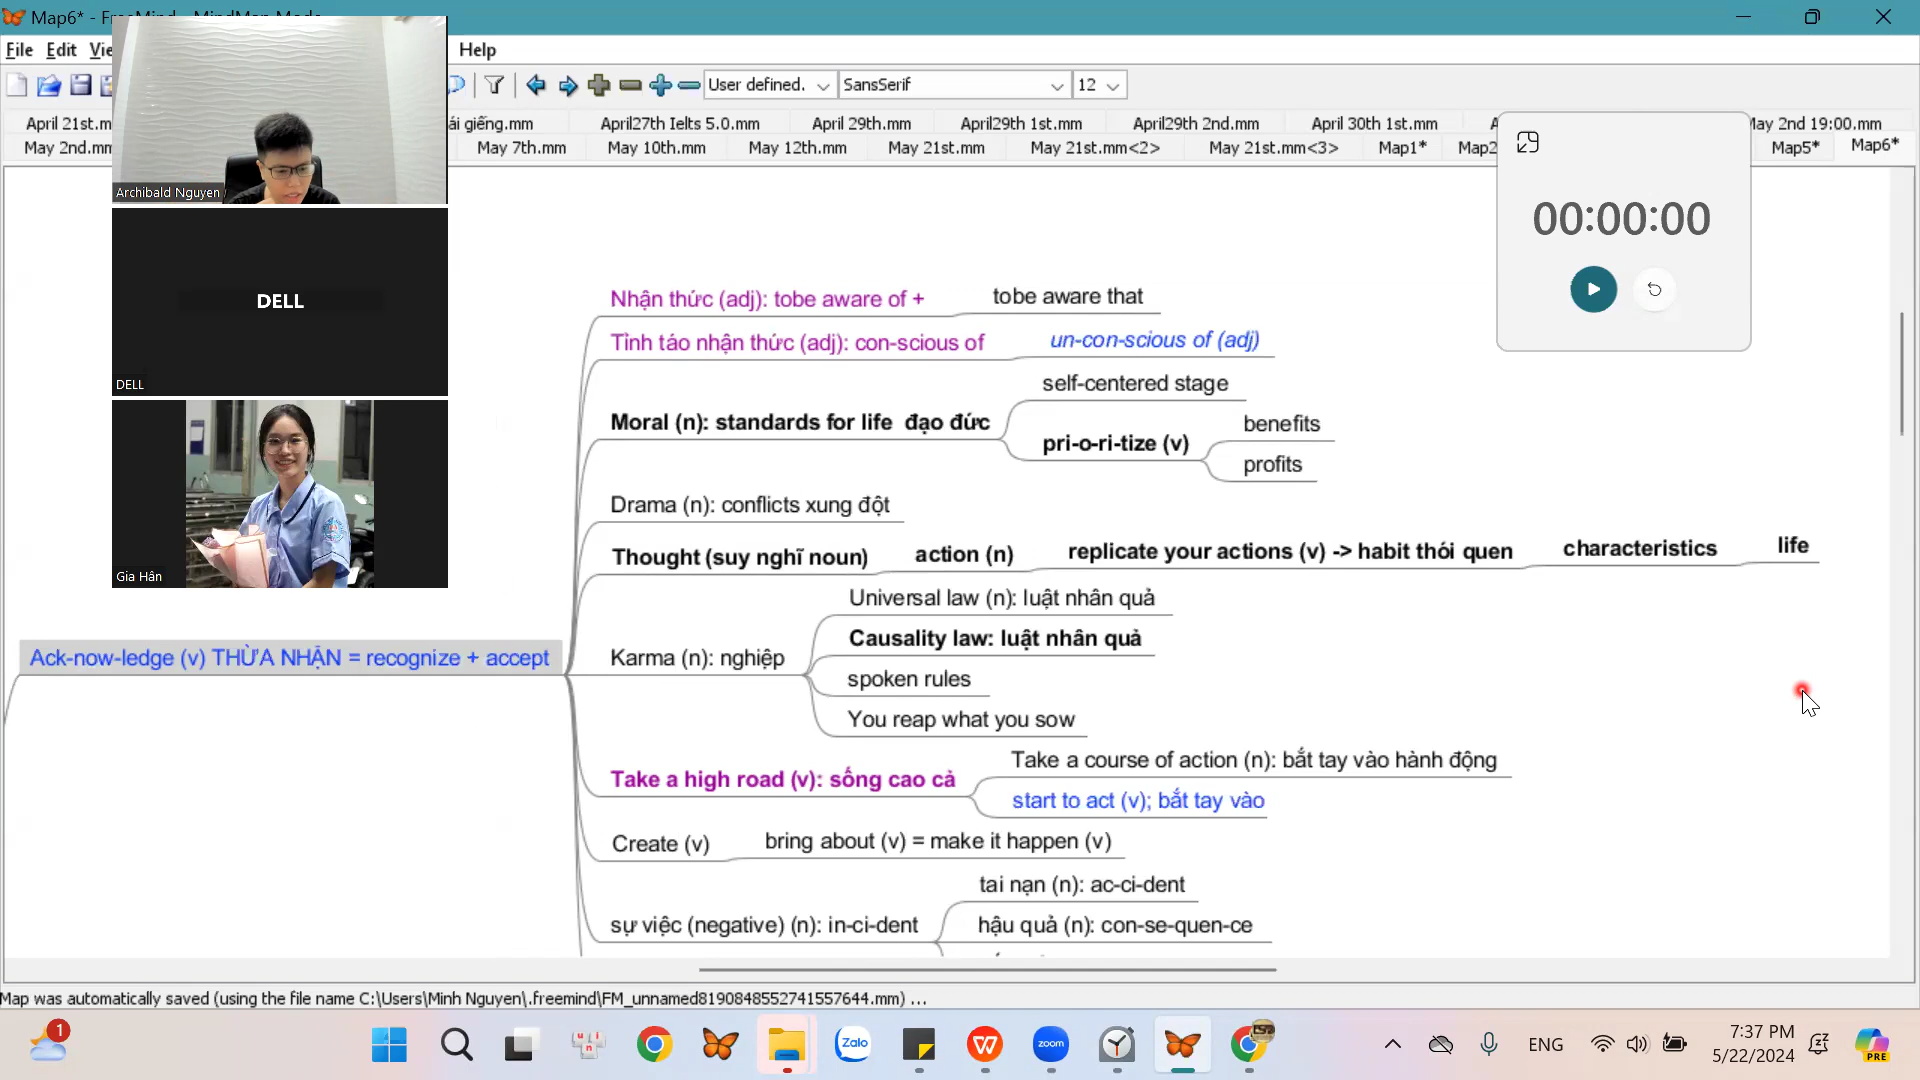 Map6* - FreeMind - MindMap Mode
File Edit Vie Help
User defined. SansSerif 12
April 21st.m ái giếng.mm April27th Ielts 5.0.mm April 29th.mm April29th 1st.mm April29th 2nd.mm April 30th 1st.mm May 2nd 19:00.mm
May 2nd.mm May 7th.mm May 10th.mm May 12th.mm May 21st.mm May 21st.mm<2> May 21st.mm<3> Map1* Map2 Map5* Map6*
Archibald Nguyen
DELL
DELL
Gia Hân
00:00:00
Nhận thức (adj): tobe aware of + tobe aware that
Tỉnh táo nhận thức (adj): con-scious of un-con-scious of (adj)
self-centered stage
Moral (n): standards for life đạo đức
benefits
pri-o-ri-tize (v)
profits
Drama (n): conflicts xung đột
Thought (suy nghĩ noun) action (n) replicate your actions (v) -> habit thói quen characteristics life
Universal law (n): luật nhân quả
Causality law: luật nhân quả
Ack-now-ledge (v) THỪA NHẬN = recognize + accept
Karma (n): nghiệp
spoken rules
You reap what you sow
Take a course of action (n): bắt tay vào hành động
Take a high road (v): sống cao cả
start to act (v); bắt tay vào
Create (v) bring about (v) = make it happen (v)
tai nạn (n): ac-ci-dent
sự việc (negative) (n): in-ci-dent
hậu quả (n): con-se-quen-ce
Map was automatically saved (using the file name C:\Users\Minh Nguyen\.freemind\FM_unnamed8190848552741557644.mm) ...
1
Zalo
zoom
ENG
7:37 PM
5/22/2024
PRE